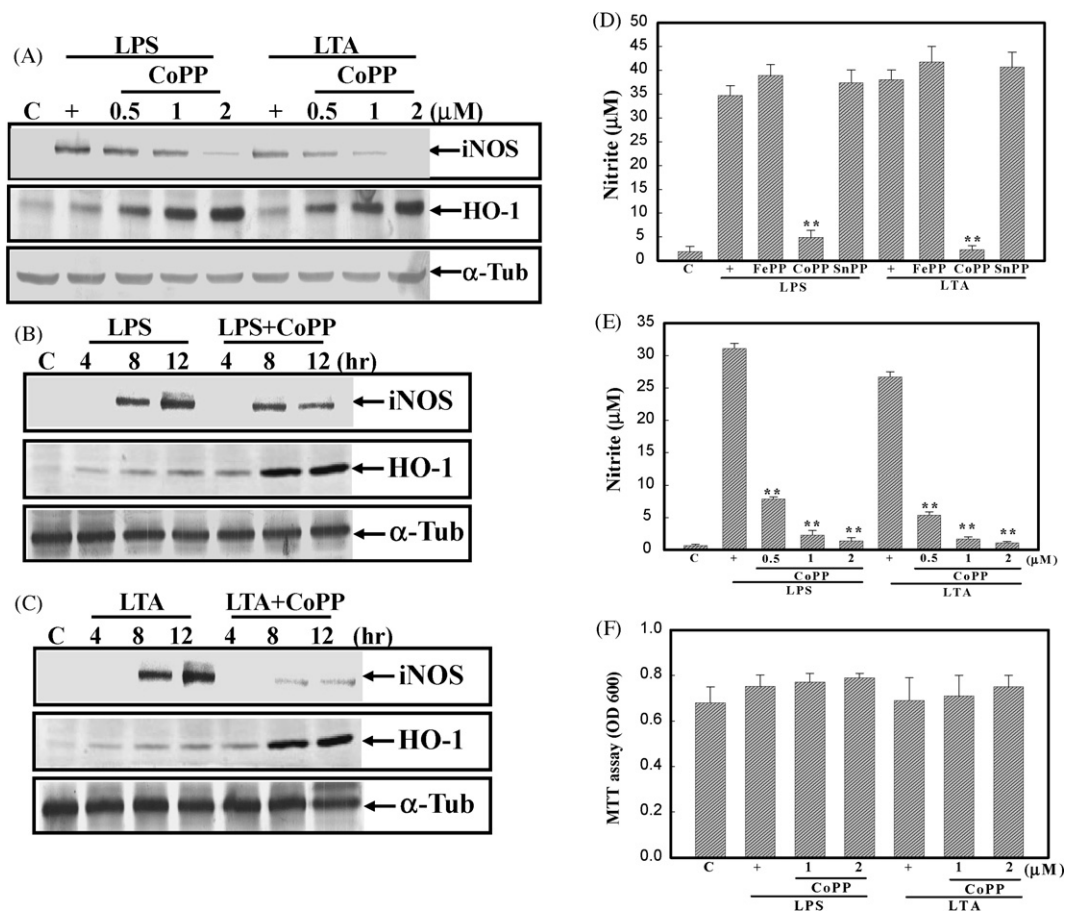 (A)
LPS LTA
CoPP CoPP
C + 0.5 1 2 + 0.5 1 2 (μM)
iNOS
HO-1
α-Tub
(B)
LPS LPS+CoPP
C 4 8 12 4 8 12 (hr)
iNOS
HO-1
α-Tub
(C)
LTA LTA+CoPP
C 4 8 12 4 8 12 (hr)
iNOS
HO-1
α-Tub
(D)
Nitrite (μM)
50
45
40
35
30
25
20
15
10
5
0
** **
C + FePP CoPP SnPP + FePP CoPP SnPP
LPS LTA
(E)
Nitrite (μM)
35
30
25
20
15
10
5
0
** ** ** ** ** **
C + 0.5 1 2 + 0.5 1 2 (μM)
CoPP CoPP
LPS LTA
(F)
MTT assay (OD 600)
1.0
0.8
0.6
0.4
0.2
0.0
C + 1 2 + 1 2 (μM)
CoPP CoPP
LPS LTA